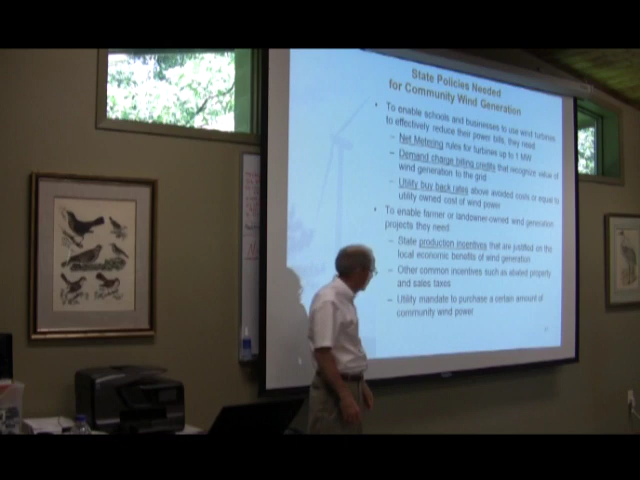 State Policies Needed
for Community Wind Generation
• To enable schools and businesses to use wind turbines
to effectively reduce their power bills, they need
– Net Metering rules for turbines up to 1 MW
– Demand charge billing credits that recognize value of
wind generation to the grid
– Utility buy back rates above avoided costs or equal to
utility owned cost of wind power
• To enable farmer or landowner-owned wind generation
projects they need:
– State production incentives that are justified on the
local economic benefits of wind generation
– Other common incentives such as abated property
and sales taxes
– Utility mandate to purchase a certain amount of
community wind power